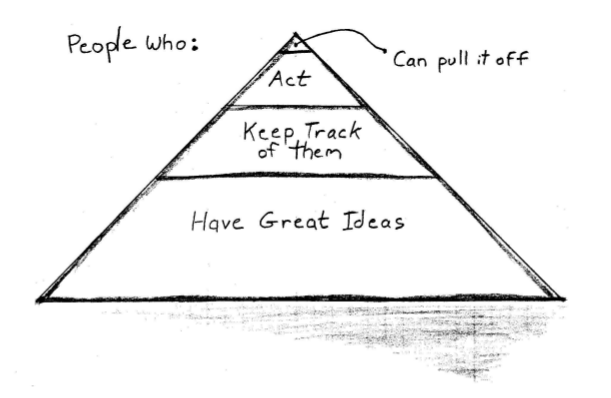 People Who:
Can pull it off
Act
Keep Track
of them
Have Great Ideas